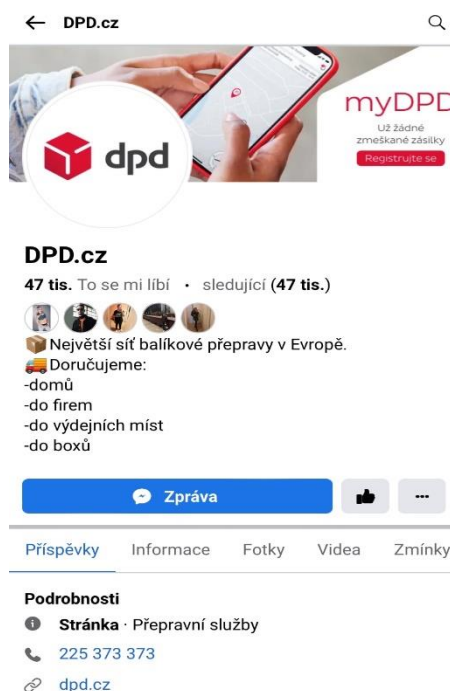 DPD.cz
myDPD
Už žádné
zmeškané zásilky
Registrujte se
dpd
DPD.cz
47 tis. To se mi líbí • sledující (47 tis.)
Největší síť balíkové přepravy v Evropě.
Doručujeme:
-domů
-do firem
-do výdejních míst
-do boxů
Zpráva
Příspěvky Informace Fotky Videa Zmínky
Podrobnosti
Stránka · Přepravní služby
225 373 373
dpd.cz